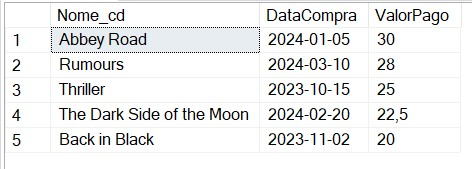 Nome_cd DataCompra ValorPago
1 Abbey Road 2024-01-05 30
2 Rumours 2024-03-10 28
3 Thriller 2023-10-15 25
4 The Dark Side of the Moon 2024-02-20 22,5
5 Back in Black 2023-11-02 20